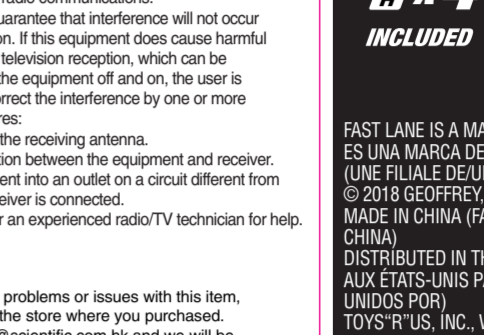 radio communications.
guarantee that interference will not occur
on. If this equipment does cause harmful
television reception, which can be
the equipment off and on, the user is
correct the interference by one or more
res:
the receiving antenna.
tion between the equipment and receiver.
ent into an outlet on a circuit different from
eiver is connected.
r an experienced radio/TV technician for help.
problems or issues with this item,
the store where you purchased.
@scientific.com.hk and we will be
INCLUDED
FAST LANE IS A MA
ES UNA MARCA DE
(UNE FILIALE DE/U
© 2018 GEOFFREY,
MADE IN CHINA (FA
CHINA)
DISTRIBUTED IN TH
AUX ÉTATS-UNIS PA
UNIDOS POR)
TOYS"R"US, INC., W